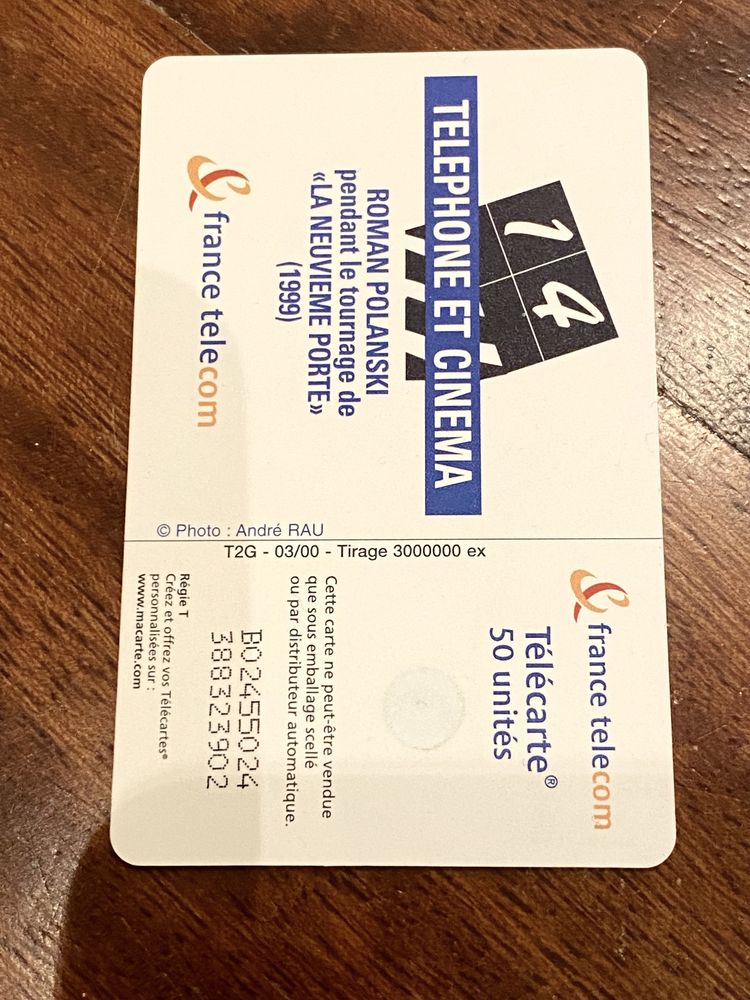 1 4
TELEPHONE ET CINEMA
ROMAN POLANSKI
pendant le tournage de
«LA NEUVIEME PORTE»
(1999)
france telecom
© Photo : André RAU
T2G - 03/00 - Tirage 3000000 ex
france telecom
Télécarte®
50 unités
Cette carte ne peut-être vendue
que sous emballage scellé
ou par distributeur automatique.
B02455024
388323902
Régie T
Créez et offrez vos Télécartes®
personnalisées sur :
www.macarte.com